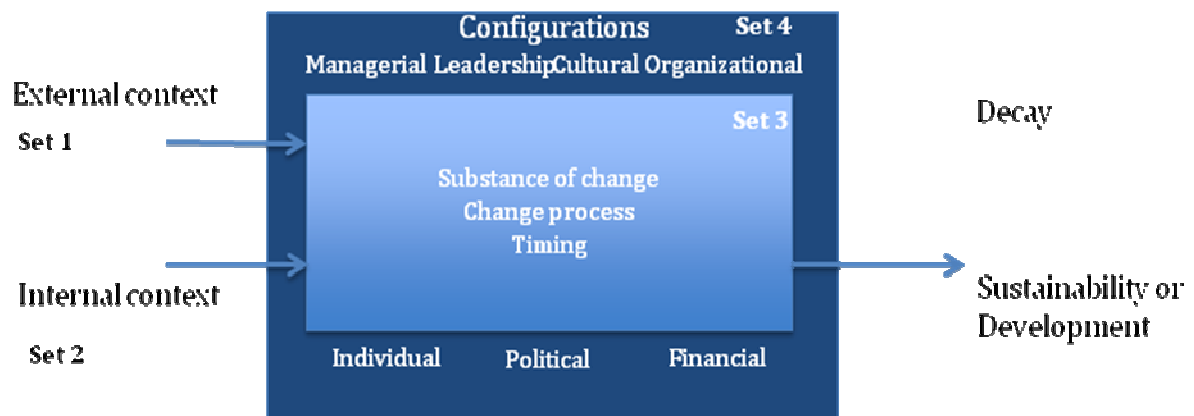 Configurations Set 4
Managerial LeadershipCultural Organizational
External context
Set 1
Set 3
Decay
Substance of change
Change process
Timing
Internal context
Set 2
Sustainability or
Development
Individual Political Financial